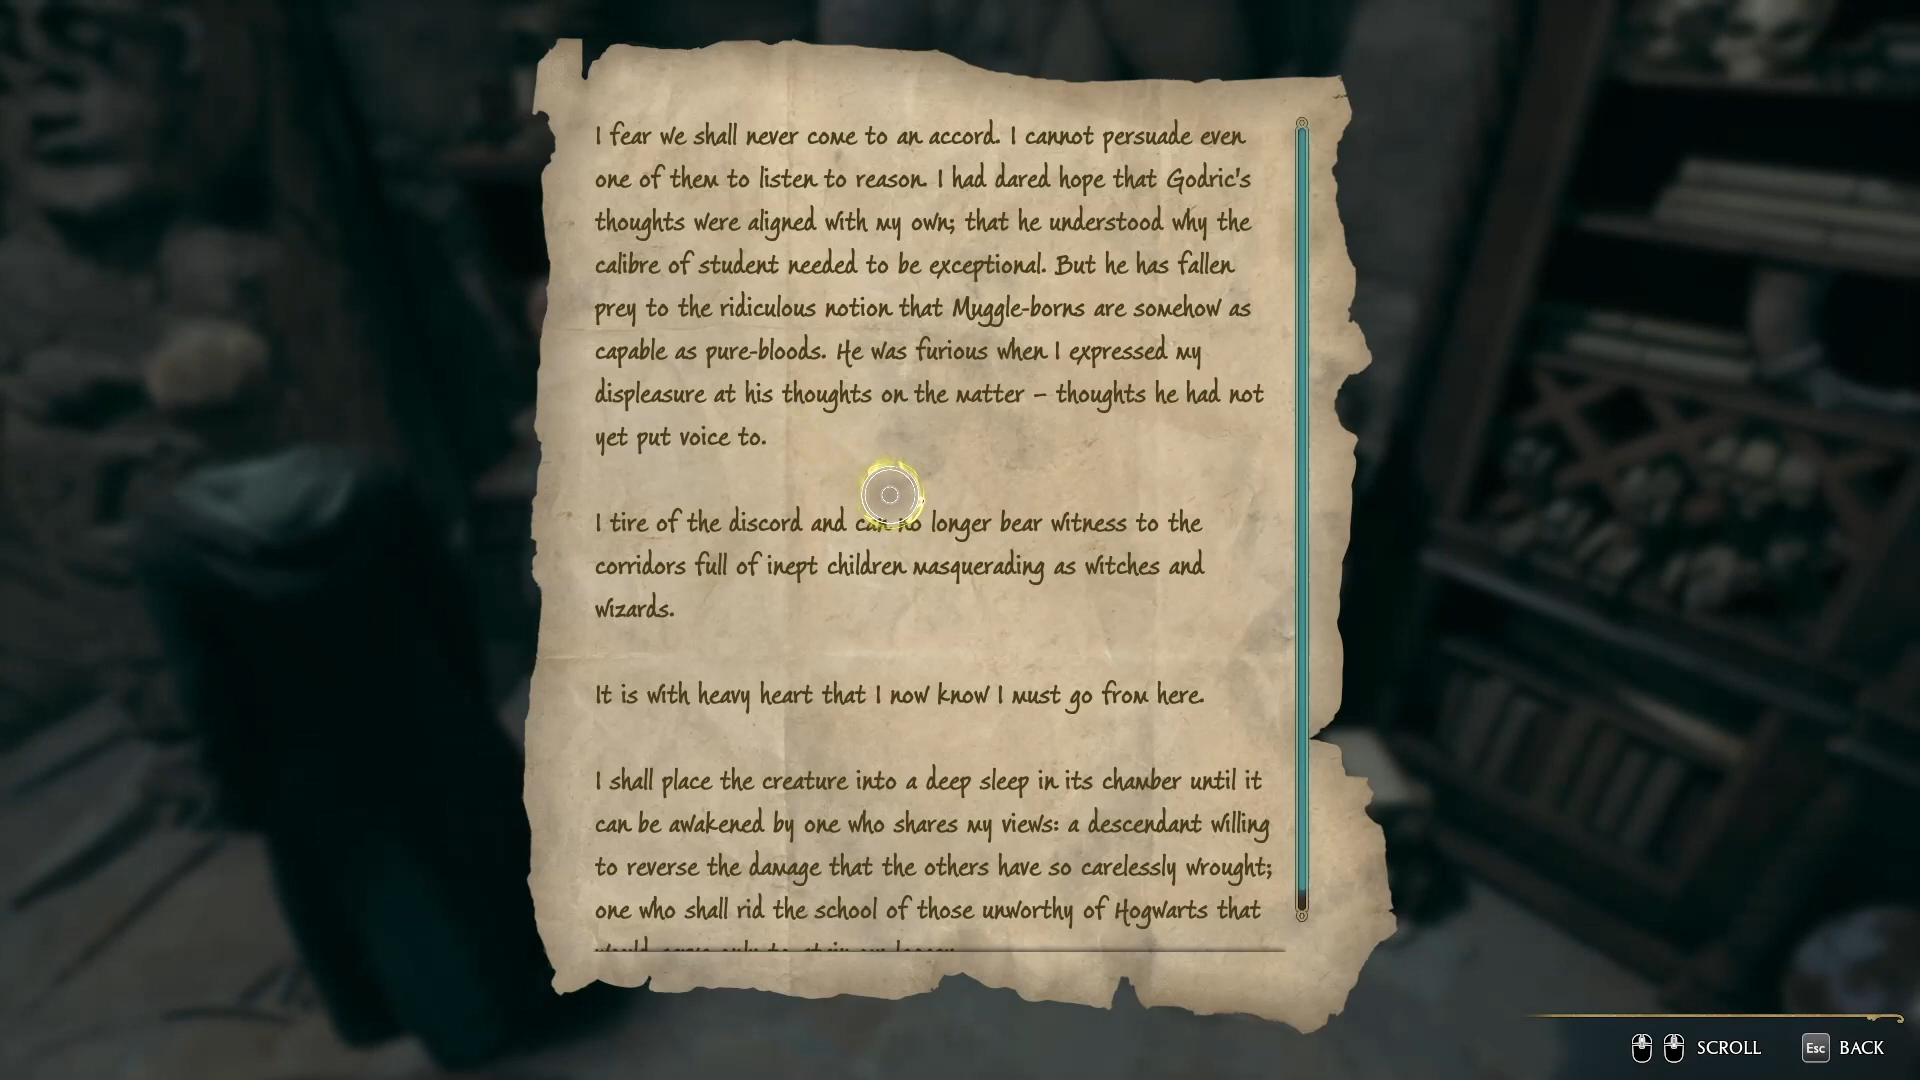 I fear we shall never come to an accord. I cannot persuade even
one of them to listen to reason. I had dared hope that Godric's
thoughts were aligned with my own; that he understood why the
calibre of student needed to be exceptional. But he has fallen
prey to the ridiculous notion that Muggle-borns are somehow as
capable as pure-bloods. He was furious when I expressed my
displeasure at his thoughts on the matter – thoughts he had not
yet put voice to.
I tire of the discord and can no longer bear witness to the
corridors full of inept children masquerading as witches and
wizards.
It is with heavy heart that I now know I must go from here.
I shall place the creature into a deep sleep in its chamber until it
can be awakened by one who shares my views: a descendant willing
to reverse the damage that the others have so carelessly wrought;
one who shall rid the school of those unworthy of Hogwarts that
would serve only to
SCROLL
Esc BACK